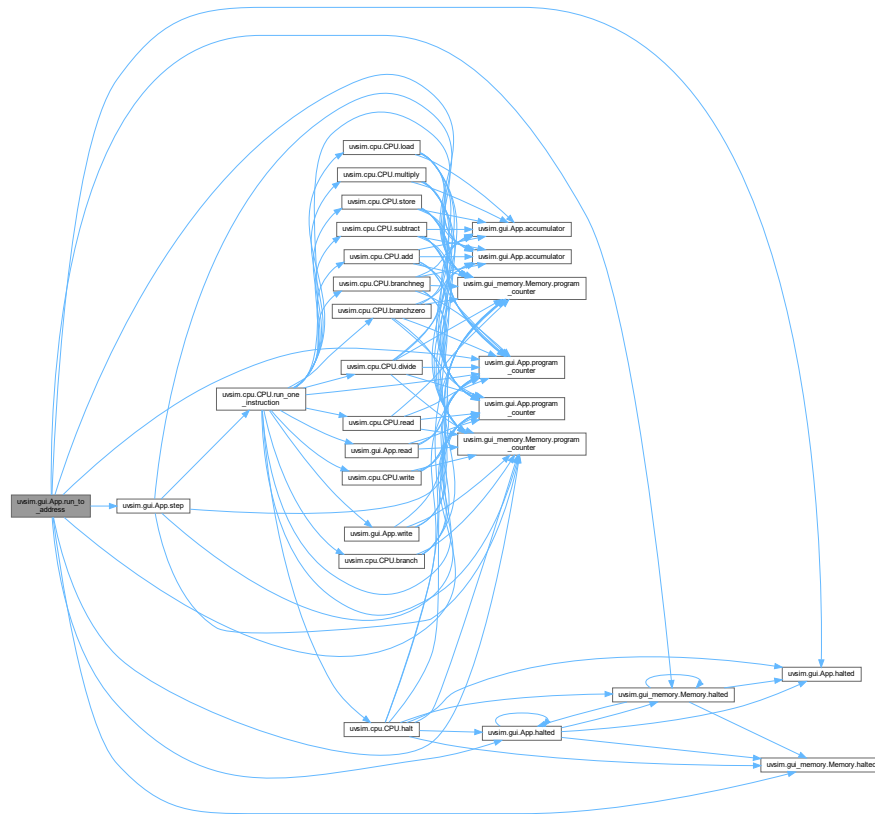 uvsim.cpu.CPU.load
uvsim.cpu.CPU.multiply
uvsim.cpu.CPU.store
uvsim.cpu.CPU.subtract
uvsim.gui.App.accumulator
uvsim.cpu.CPU.add
uvsim.gui.App.accumulator
uvsim.cpu.CPU.branchneg
uvsim.gui_memory.Memory.program
_counter
uvsim.cpu.CPU.branchzero
uvsim.cpu.CPU.divide
uvsim.gui.App.program
_counter
uvsim.cpu.CPU.run_one
_instruction
uvsim.gui.App.program
_counter
uvsim.cpu.CPU.read
uvsim.gui.App.read
uvsim.gui_memory.Memory.program
_counter
uvsim.cpu.CPU.write
uvsim.gui.App.run_to
_address
uvsim.gui.App.step
uvsim.gui.App.write
uvsim.cpu.CPU.branch
uvsim.gui.App.halted
uvsim.gui_memory.Memory.halted
uvsim.cpu.CPU.halt
uvsim.gui.App.halted
uvsim.gui_memory.Memory.halted